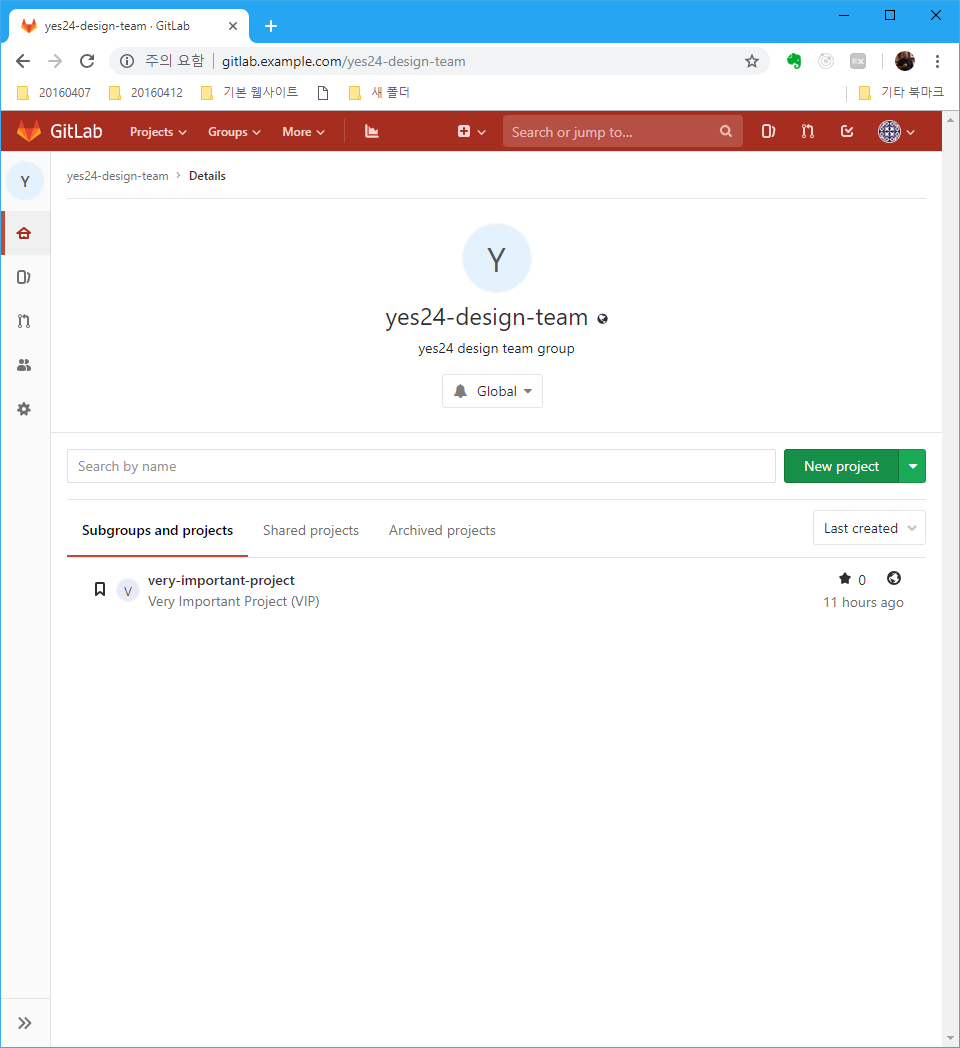 yes24-design-team · GitLab
주의 요함 | gitlab.example.com/yes24-design-team
20160407 20160412 기본 웹사이트 새 폴더 기타 북마크
GitLab Projects Groups More Search or jump to...
Y yes24-design-team > Details
Y
yes24-design-team
yes24 design team group
Global
Search by name New project
Subgroups and projects Shared projects Archived projects Last created
V very-important-project 0
Very Important Project (VIP) 11 hours ago